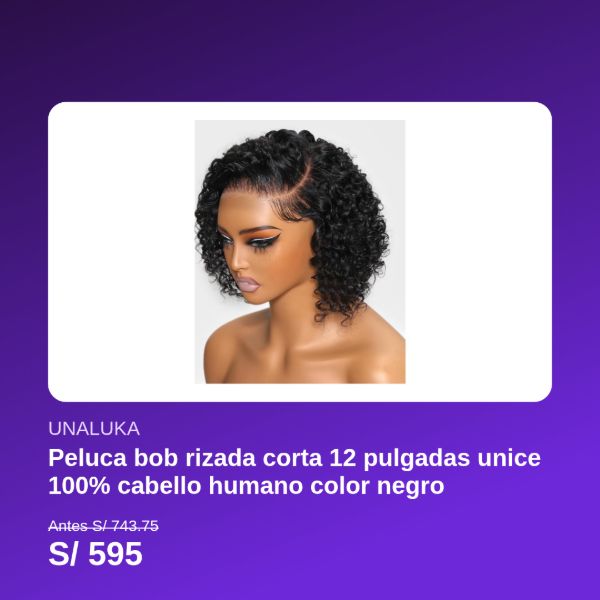 UNALUKA
Peluca bob rizada corta 12 pulgadas unice
100% cabello humano color negro
Antes S/ 743.75
S/ 595